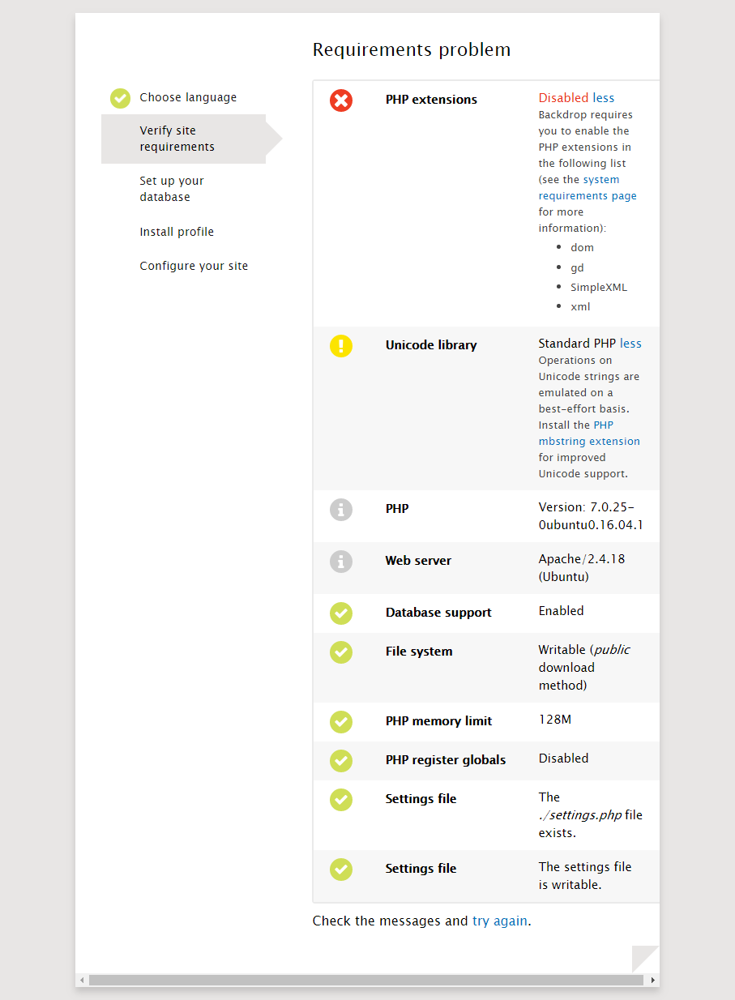 Requirements problem
Choose language
Verify site
requirements
Set up your
database
Install profile
Configure your site
PHP extensions
Disabled less
Backdrop requires
you to enable the
PHP extensions in
the following list
(see the system
requirements page
for more
information):
dom
gd
SimpleXML
xml
Unicode library
Standard PHP less
Operations on
Unicode strings are
emulated on a
best-effort basis.
Install the PHP
mbstring extension
for improved
Unicode support.
PHP
Version: 7.0.25-
0ubuntu0.16.04.1
Web server
Apache/2.4.18
(Ubuntu)
Database support
Enabled
File system
Writable (public
download
method)
PHP memory limit
128M
PHP register globals
Disabled
Settings file
The
./settings.php file
exists.
Settings file
The settings file
is writable.
Check the messages and try again.